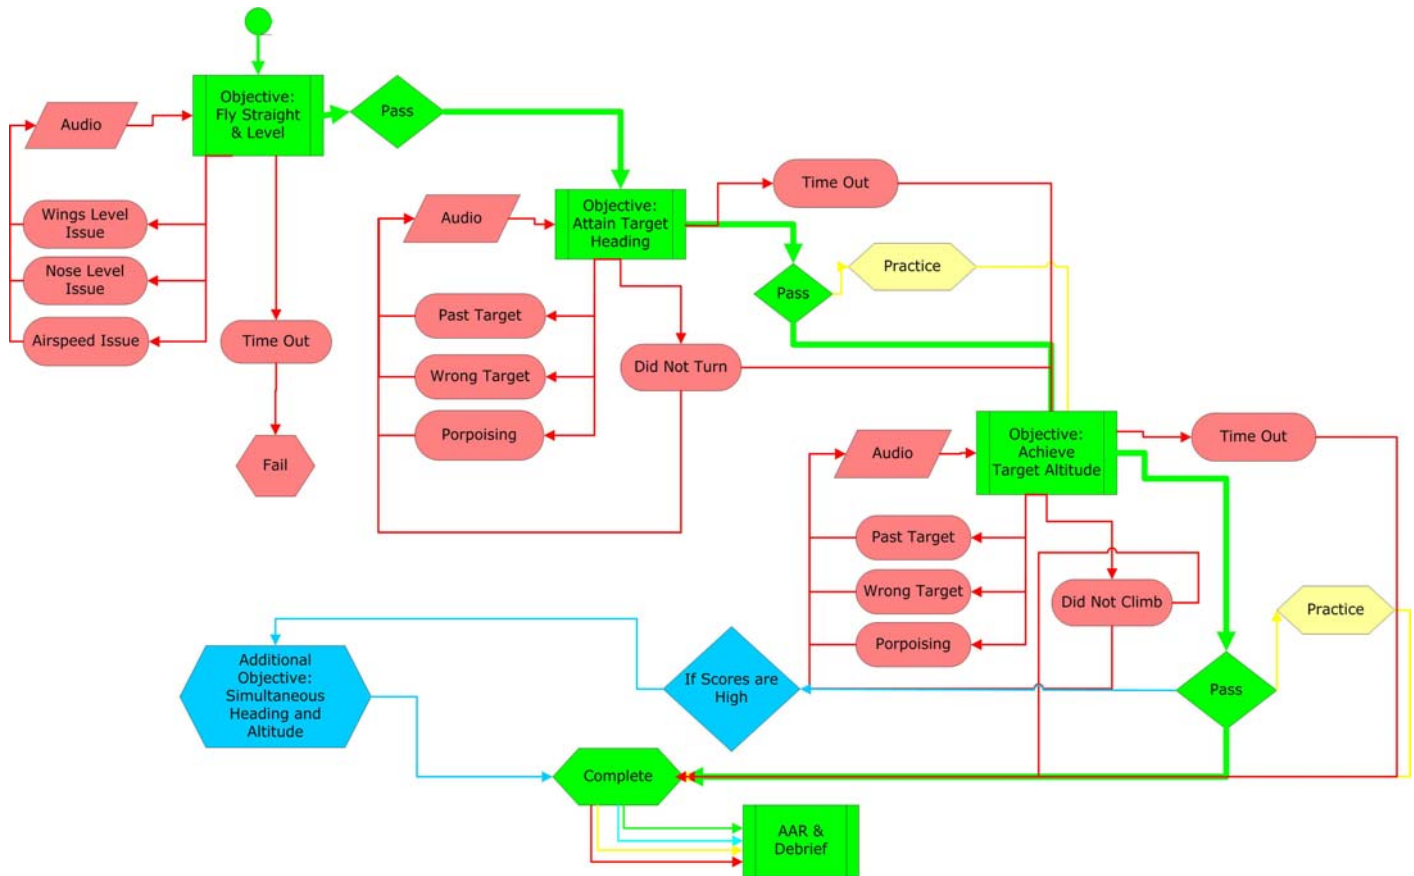 Objective:
Fly Straight
& Level
Pass
Audio
Wings Level
Issue
Nose Level
Issue
Airspeed Issue
Time Out
Fail
Objective:
Attain Target
Heading
Audio
Time Out
Pass
Practice
Past Target
Wrong Target
Porpoising
Did Not Turn
Objective:
Achieve
Target Altitude
Audio
Time Out
Past Target
Wrong Target
Porpoising
Did Not Climb
Practice
Pass
If Scores are
High
Additional
Objective:
Simultaneous
Heading and
Altitude
Complete
AAR &
Debrief